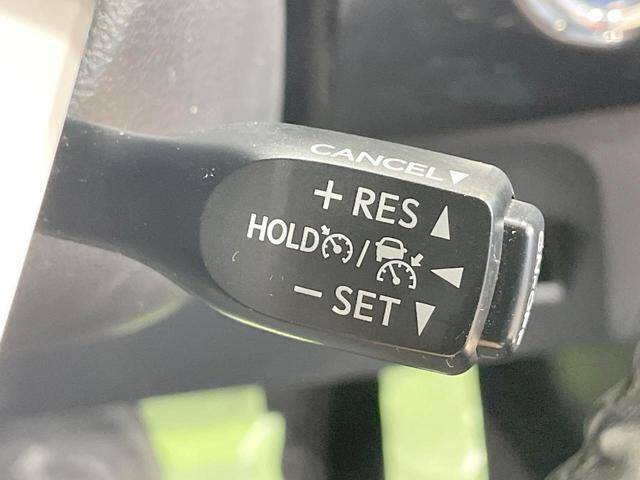 CANCEL▼
+ RES ▲
HOLD / ◀
− SET ▼